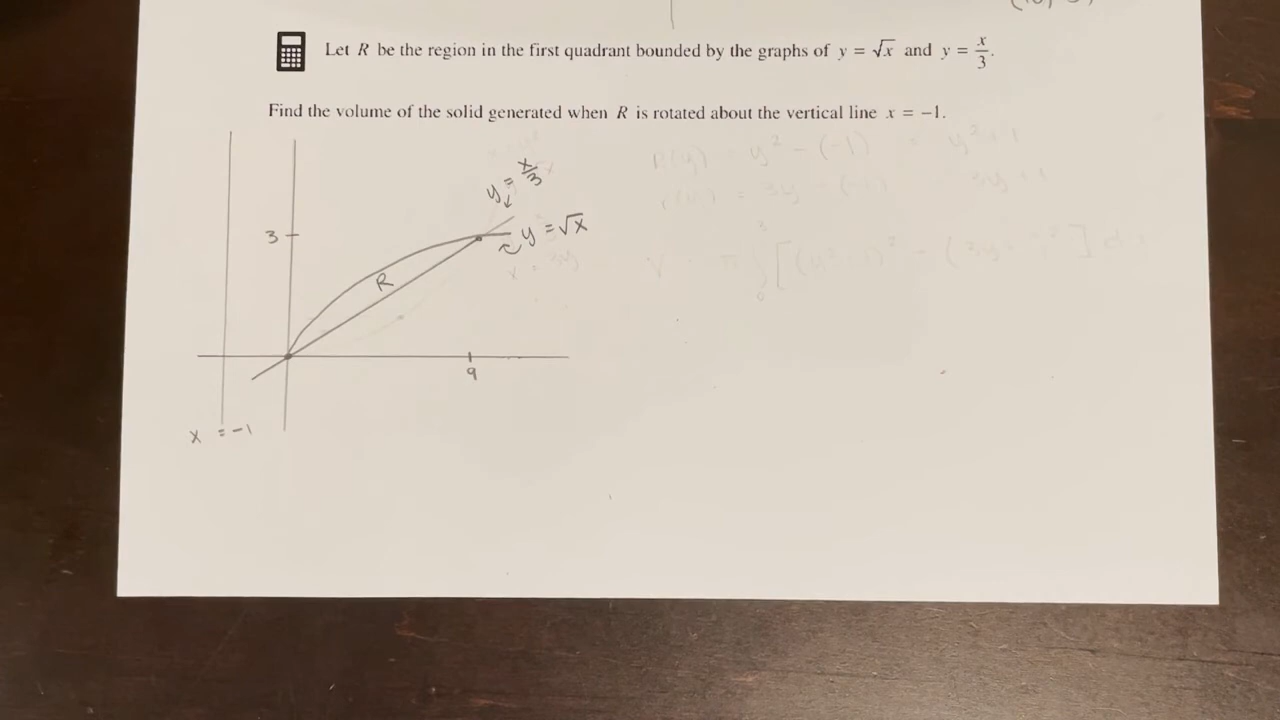 Let R be the region in the first quadrant bounded by the graphs of y = √x and y = x/3.
Find the volume of the solid generated when R is rotated about the vertical line x = −1.
y = x/3
y = √x
3
R
9
x = -1